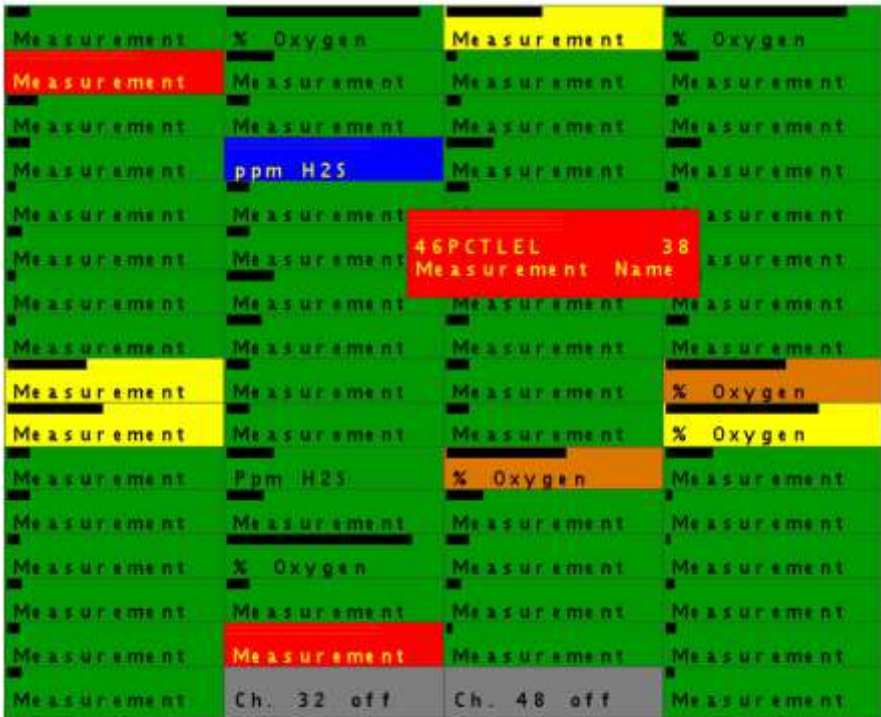 Measurement % Oxygen Measurement % Oxygen
Measurement Measurement Measurement Measurement
Measurement Measurement Measurement Measurement
Measurement ppm H2S Measurement Measurement
Measurement Measurement asurement
46PCTLEL 38
Measurement Measurement asurement
Measurement Name
Measurement Measurement Measurement asurement
Measurement Measurement Measurement Measurement
Measurement Measurement Measurement % Oxygen
Measurement Measurement Measurement % Oxygen
Measurement Ppm H2S % Oxygen Measurement
Measurement Measurement Measurement Measurement
Measurement % Oxygen Measurement Measurement
Measurement Measurement Measurement Measurement
Measurement Measurement Measurement Measurement
Measurement Ch. 32 off Ch. 48 off Measurement